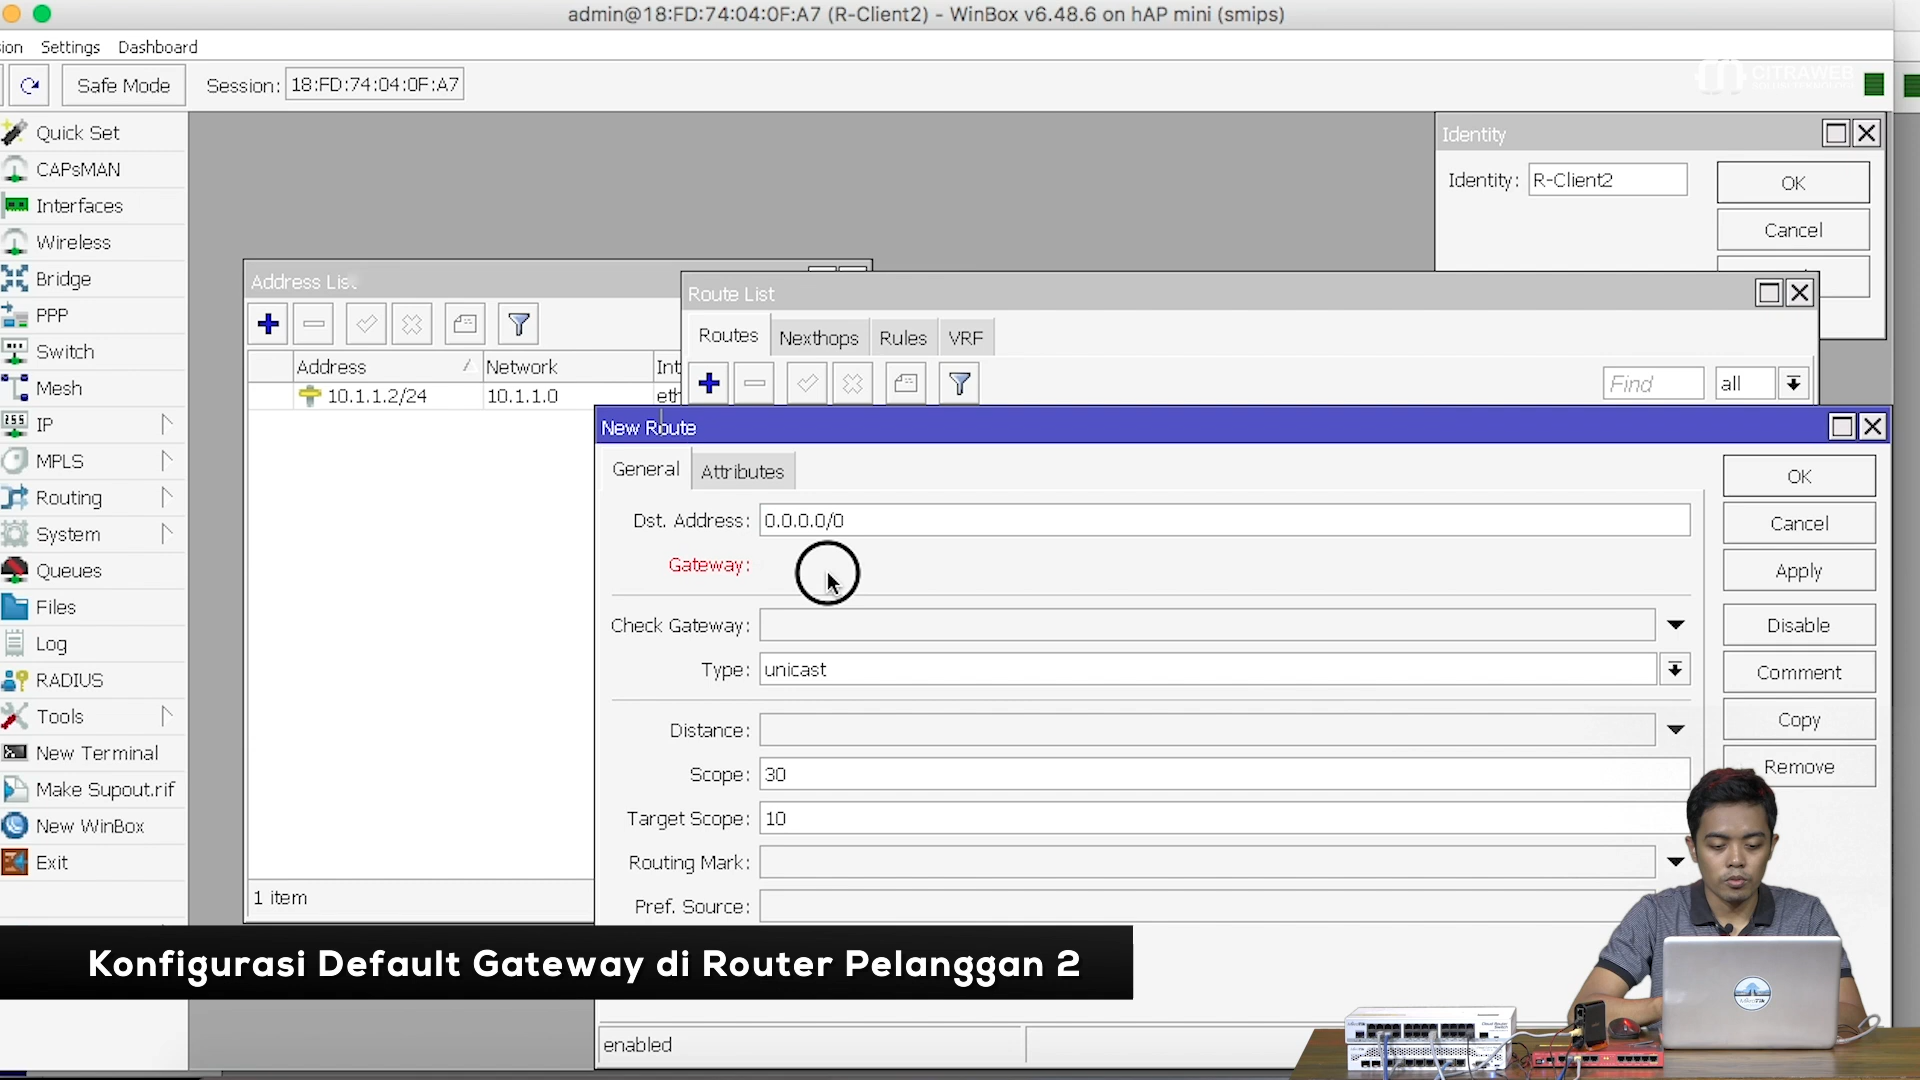 admin@18:FD:74:04:0F:A7 (R-Client2) - WinBox v6.48.6 on hAP mini (smips)
sion Settings Dashboard
Safe Mode Session: 18:FD:74:04:0F:A7
CITRAWEB
Quick Set
CAPsMAN
Interfaces
Wireless
Bridge
PPP
Switch
Mesh
IP
MPLS
Routing
System
Queues
Files
Log
RADIUS
Tools
New Terminal
Make Supout.rif
New WinBox
Exit
Identity
Identity: R-Client2
OK
Cancel
Address List
Address Network Int
10.1.1.2/24 10.1.1.0 eth
1 item
Route List
Routes Nexthops Rules VRF
Find all
New Route
General Attributes
Dst. Address: 0.0.0.0/0
Gateway:
Check Gateway:
Type: unicast
Distance:
Scope: 30
Target Scope: 10
Routing Mark:
Pref. Source:
OK
Cancel
Apply
Disable
Comment
Copy
Remove
enabled
Konfigurasi Default Gateway di Router Pelanggan 2
MikroTik